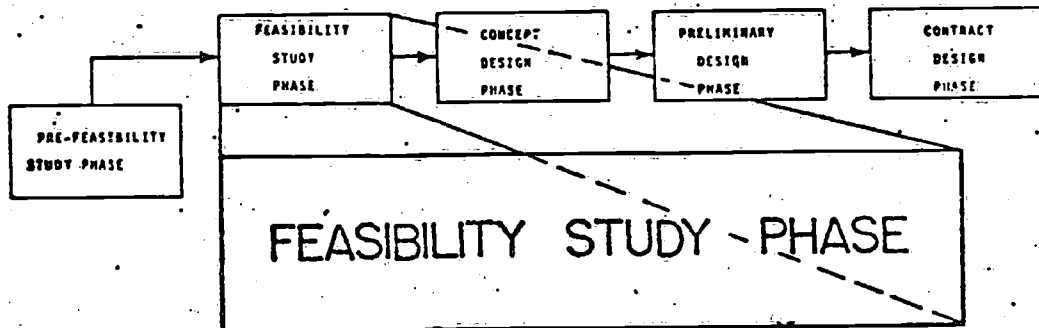 FEASIBILITY
STUDY
PHASE
CONCEPT
DESIGN
PHASE
PRELIMINARY
DESIGN
PHASE
CONTRACT
DESIGN
PHASE
PRE-FEASIBILITY
STUDY PHASE
FEASIBILITY STUDY PHASE